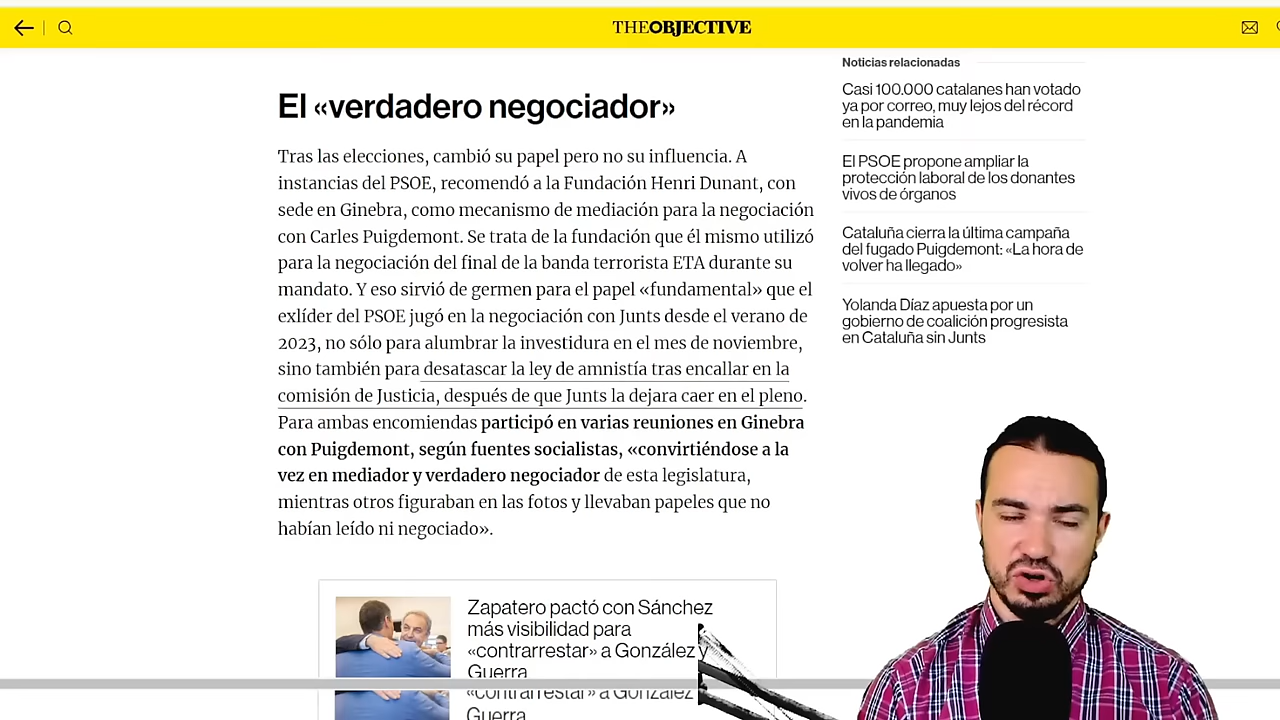 THEOBJECTIVE
El «verdadero negociador»
Tras las elecciones, cambió su papel pero no su influencia. A
instancias del PSOE, recomendó a la Fundación Henri Dunant, con
sede en Ginebra, como mecanismo de mediación para la negociación
con Carles Puigdemont. Se trata de la fundación que él mismo utilizó
para la negociación del final de la banda terrorista ETA durante su
mandato. Y eso sirvió de germen para el papel «fundamental» que el
exlíder del PSOE jugó en la negociación con Junts desde el verano de
2023, no sólo para alumbrar la investidura en el mes de noviembre,
sino también para desatascar la ley de amnistía tras encallar en la
comisión de Justicia, después de que Junts la dejara caer en el pleno.
Para ambas encomiendas participó en varias reuniones en Ginebra
con Puigdemont, según fuentes socialistas, «convirtiéndose a la
vez en mediador y verdadero negociador de esta legislatura,
mientras otros figuraban en las fotos y llevaban papeles que no
habían leído ni negociado».
Zapatero pactó con Sánchez
más visibilidad para
«contrarrestar» a González y
Guerra
«contrarrestar» a González
Guerra
Noticias relacionadas
Casi 100.000 catalanes han votado
ya por correo, muy lejos del récord
en la pandemia
El PSOE propone ampliar la
protección laboral de los donantes
vivos de órganos
Cataluña cierra la última campaña
del fugado Puigdemont: «La hora de
volver ha llegado»
Yolanda Díaz apuesta por un
gobierno de coalición progresista
en Cataluña sin Junts